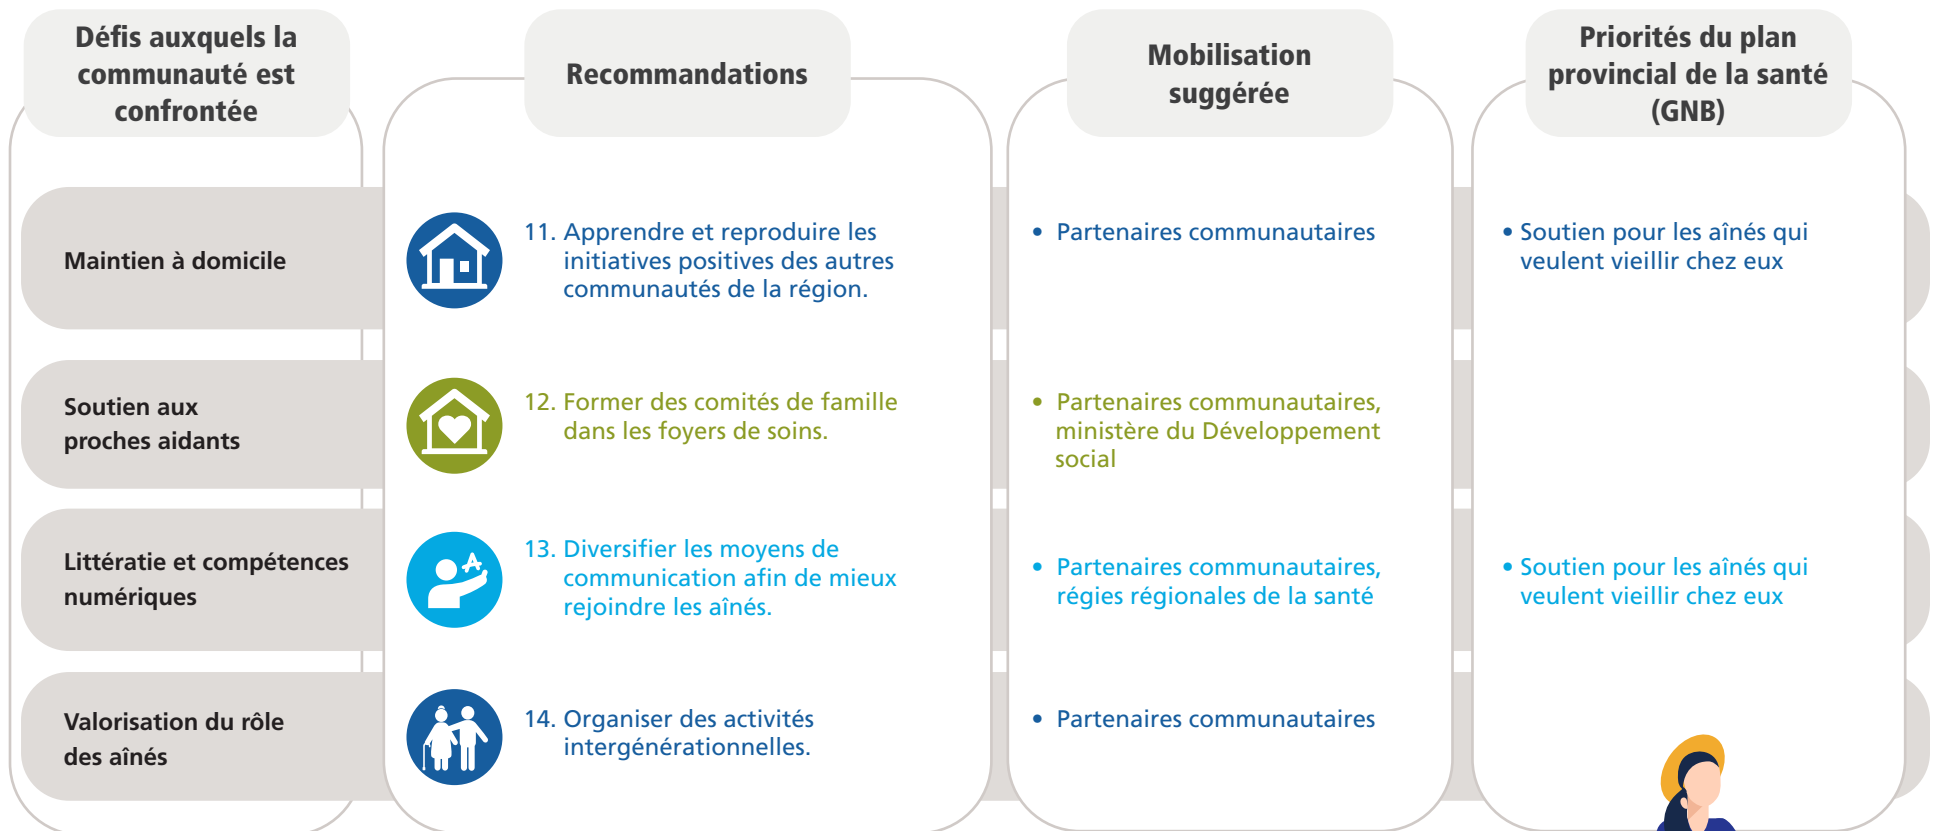 Défis auxquels la
communauté est
confrontée
Recommandations
Mobilisation
suggérée
Priorités du plan
provincial de la santé
(GNB)
Maintien à domicile
11. Apprendre et reproduire les
initiatives positives des autres
communautés de la région.
• Partenaires communautaires
• Soutien pour les aînés qui
veulent vieillir chez eux
Soutien aux
proches aidants
12. Former des comités de famille
dans les foyers de soins.
• Partenaires communautaires,
ministère du Développement
social
Littératie et compétences
numériques
13. Diversifier les moyens de
communication afin de mieux
rejoindre les aînés.
• Partenaires communautaires,
régies régionales de la santé
• Soutien pour les aînés qui
veulent vieillir chez eux
Valorisation du rôle
des aînés
14. Organiser des activités
intergénérationnelles.
• Partenaires communautaires